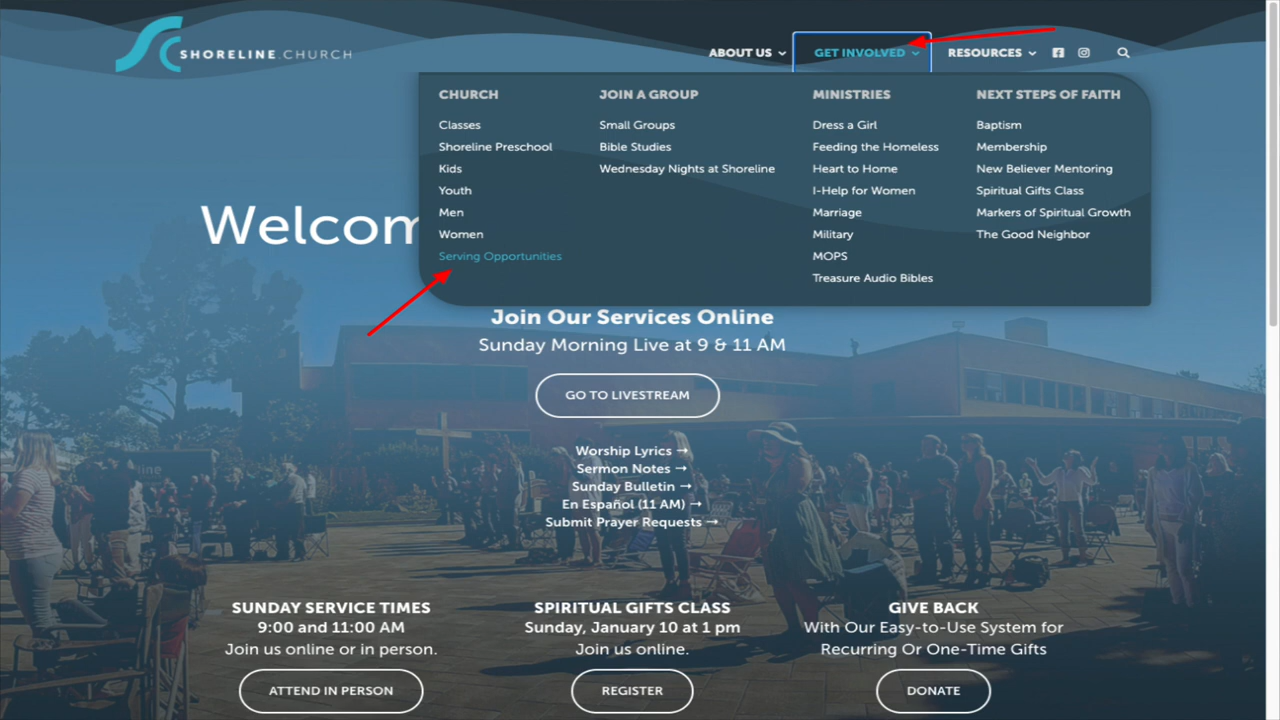 SHORELINE.CHURCH
ABOUT US
GET INVOLVED
RESOURCES
CHURCH
Classes
Shoreline Preschool
Kids
Youth
Men
Women
Serving Opportunities
JOIN A GROUP
Small Groups
Bible Studies
Wednesday Nights at Shoreline
MINISTRIES
Dress a Girl
Feeding the Homeless
Heart to Home
I-Help for Women
Marriage
Military
MOPS
Treasure Audio Bibles
NEXT STEPS OF FAITH
Baptism
Membership
New Believer Mentoring
Spiritual Gifts Class
Markers of Spiritual Growth
The Good Neighbor
Welcom
Join Our Services Online
Sunday Morning Live at 9 & 11 AM
GO TO LIVESTREAM
Worship Lyrics →
Sermon Notes →
Sunday Bulletin →
En Español (11 AM) →
Submit Prayer Requests →
SUNDAY SERVICE TIMES
9:00 and 11:00 AM
Join us online or in person.
ATTEND IN PERSON
SPIRITUAL GIFTS CLASS
Sunday, January 10 at 1 pm
Join us online.
REGISTER
GIVE BACK
With Our Easy-to-Use System for
Recurring Or One-Time Gifts
DONATE